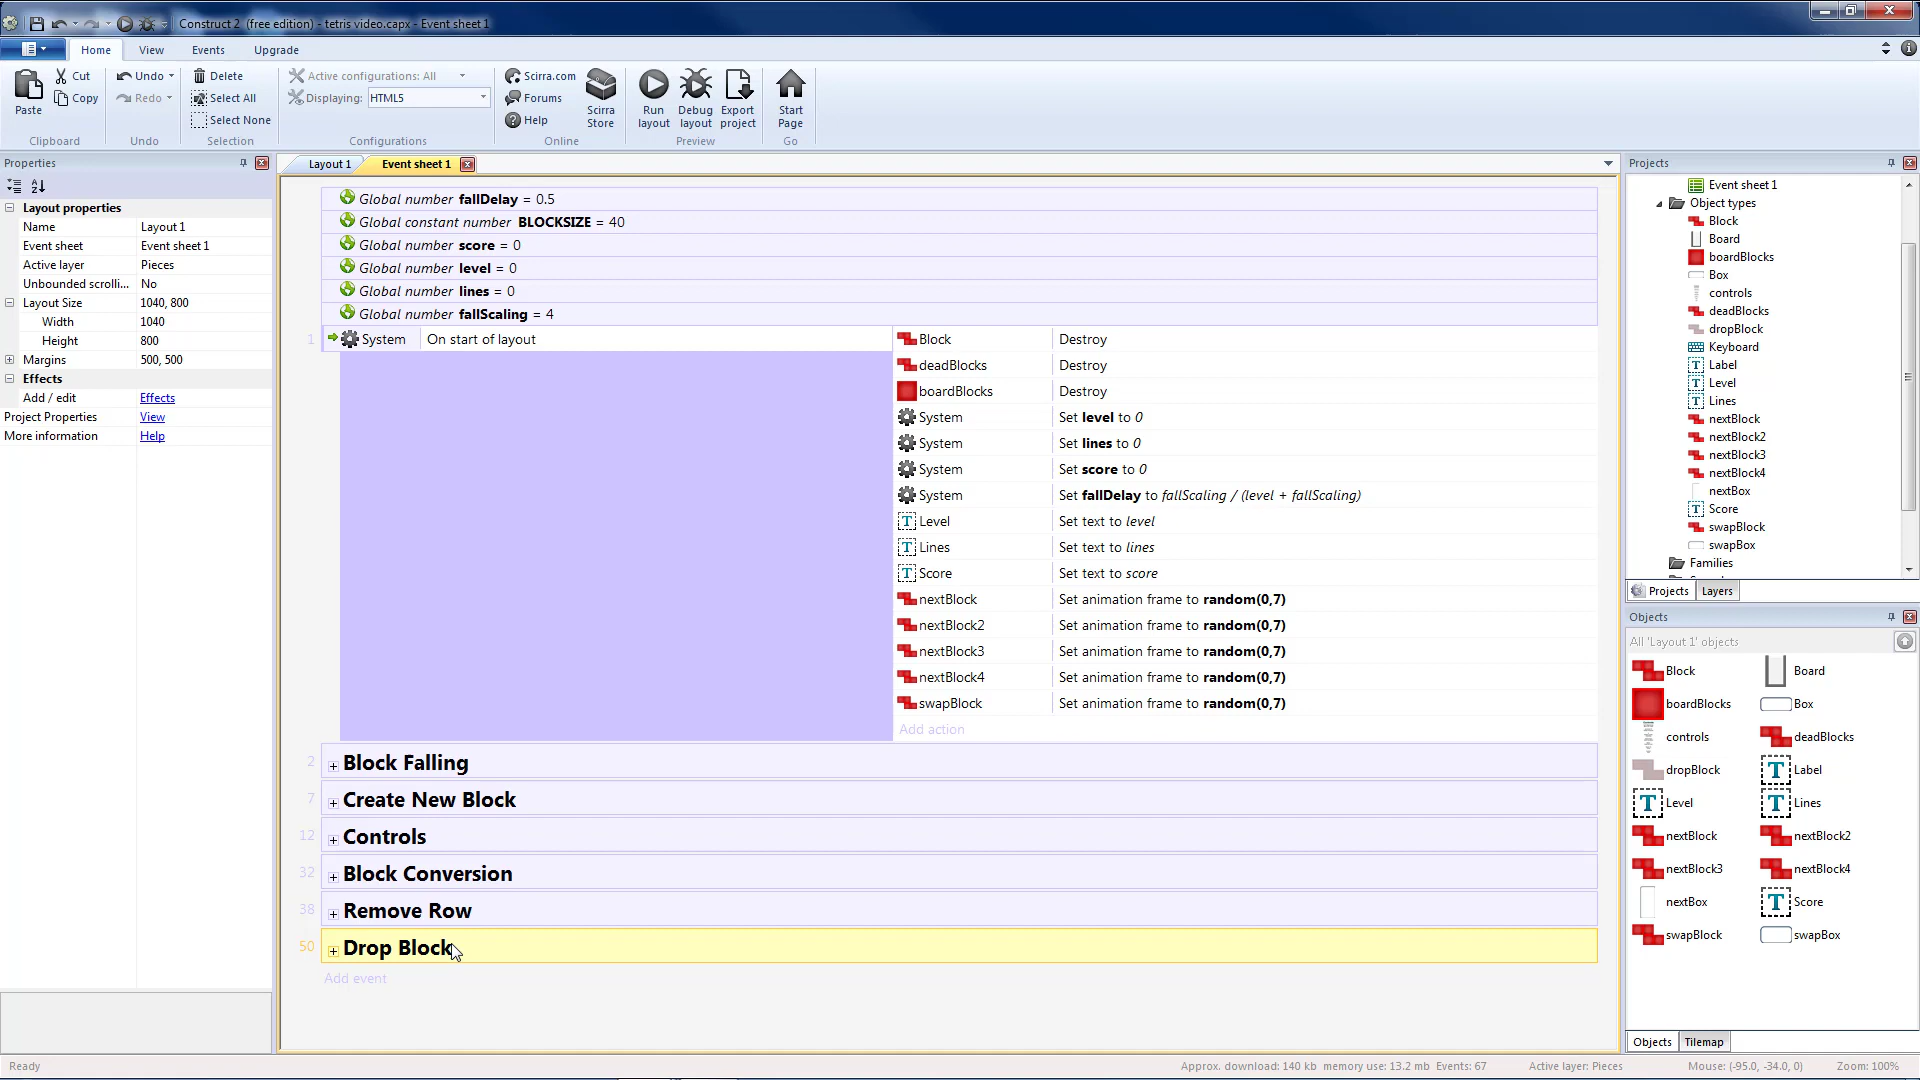 Construct 2 (free edition) - tetris video.capx - Event sheet 1
Home View Events Upgrade
Paste
Cut
Copy
Clipboard
Undo
Redo
Undo
Delete
Select All
Select None
Selection
Active configurations: All
Displaying: HTML5
Configurations
Scirra.com
Forums
Help
Scirra Store
Online
Run layout
Debug layout
Export project
Preview
Start Page
Go
Properties
Layout properties
Name Layout 1
Event sheet Event sheet 1
Active layer Pieces
Unbounded scrolli... No
Layout Size 1040, 800
Width 1040
Height 800
Margins 500, 500
Effects
Add / edit Effects
Project Properties View
More information Help
Layout 1 Event sheet 1
Global number fallDelay = 0.5
Global constant number BLOCKSIZE = 40
Global number score = 0
Global number level = 0
Global number lines = 0
Global number fallScaling = 4
1 System On start of layout
Block Destroy
deadBlocks Destroy
boardBlocks Destroy
System Set level to 0
System Set lines to 0
System Set score to 0
System Set fallDelay to fallScaling / (level + fallScaling)
Level Set text to level
Lines Set text to lines
Score Set text to score
nextBlock Set animation frame to random(0,7)
nextBlock2 Set animation frame to random(0,7)
nextBlock3 Set animation frame to random(0,7)
nextBlock4 Set animation frame to random(0,7)
swapBlock Set animation frame to random(0,7)
Add action
2 Block Falling
7 Create New Block
12 Controls
32 Block Conversion
38 Remove Row
50 Drop Block
Add event
Projects
Event sheet 1
Object types
Block
Board
boardBlocks
Box
controls
deadBlocks
dropBlock
Keyboard
Label
Level
Lines
nextBlock
nextBlock2
nextBlock3
nextBlock4
nextBox
Score
swapBlock
swapBox
Families
Projects Layers
Objects
All 'Layout 1' objects
Block Board
boardBlocks Box
controls deadBlocks
dropBlock Label
Level Lines
nextBlock nextBlock2
nextBlock3 nextBlock4
nextBox Score
swapBlock swapBox
Objects Tilemap
Ready
Approx. download: 140 kb memory use: 13.2 mb Events: 67 Active layer: Pieces Mouse: (-95.0, -34.0, 0) Zoom: 100%